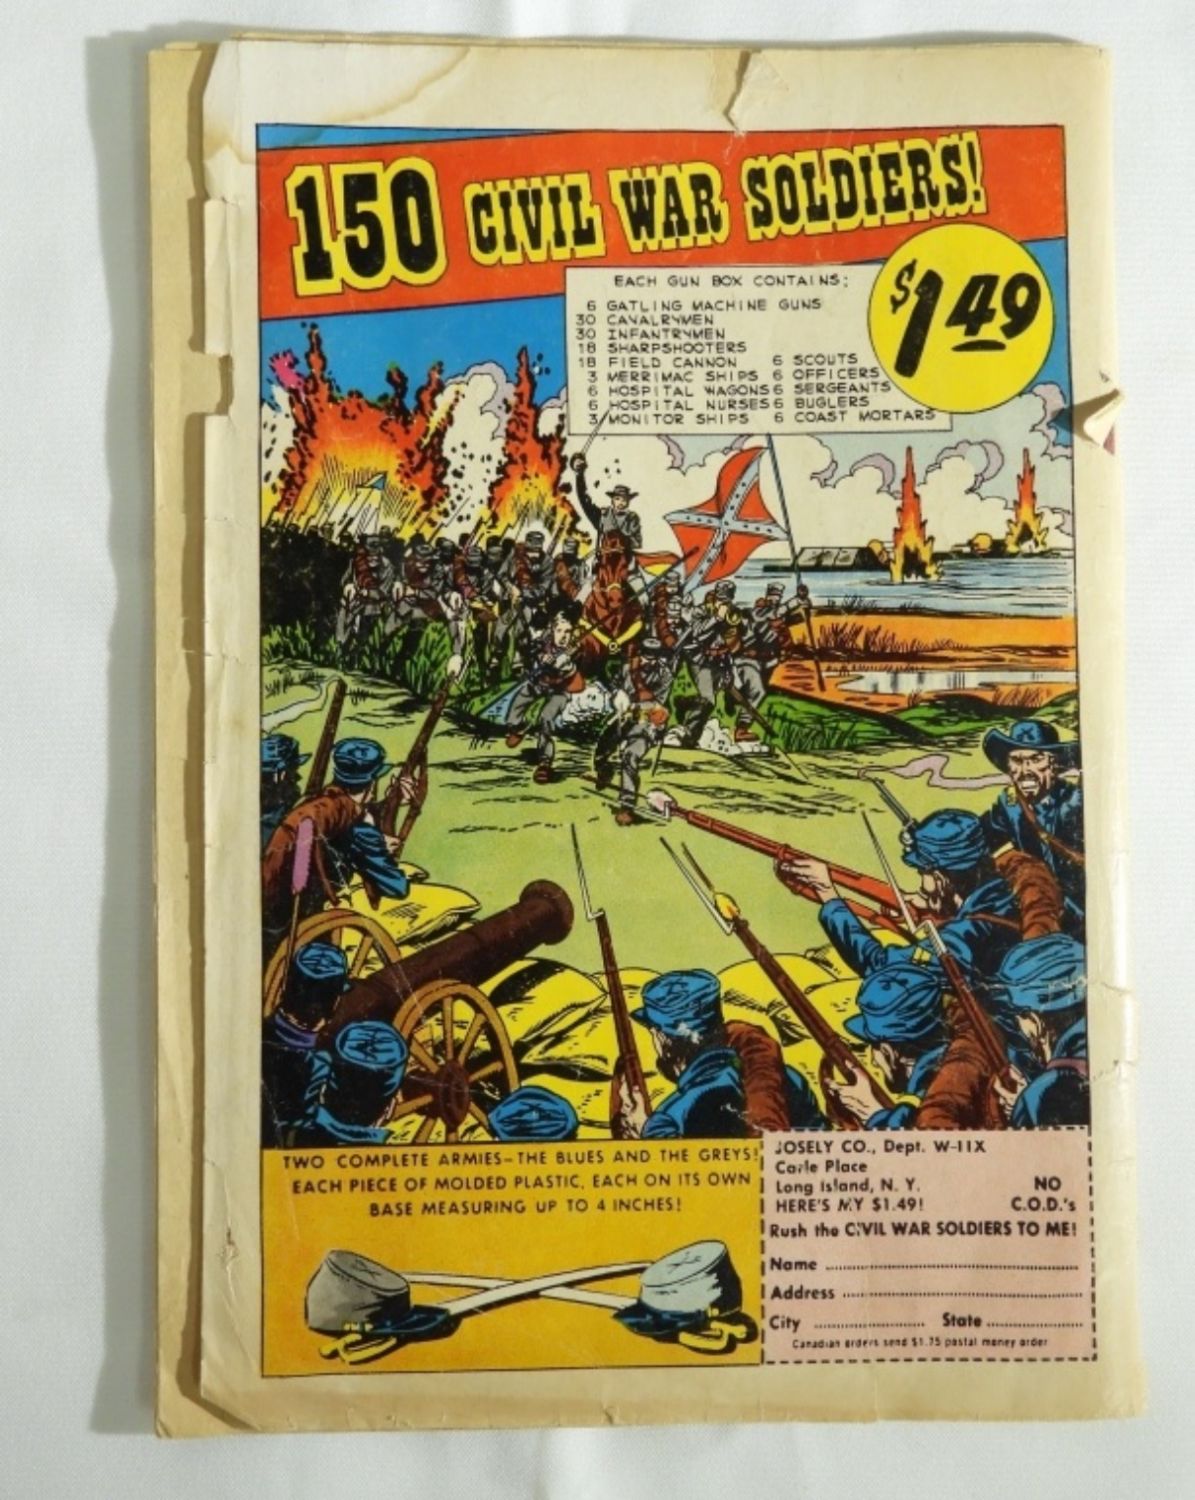 150 CIVIL WAR SOLDIERS!
$1.49
EACH GUN BOX CONTAINS:
6 GATLING MACHINE GUNS
30 CAVALRYMEN
30 INFANTRYMEN
18 SHARPSHOOTERS
18 FIELD CANNON 6 SCOUTS
3 MERRIMAC SHIPS 6 OFFICERS
6 HOSPITAL WAGONS 6 SERGEANTS
6 HOSPITAL NURSES 6 BUGLERS
3 MONITOR SHIPS 6 COAST MORTARS
TWO COMPLETE ARMIES-THE BLUES AND THE GREYS!
EACH PIECE OF MOLDED PLASTIC, EACH ON ITS OWN
BASE MEASURING UP TO 4 INCHES!
JOSELY CO., Dept. W-11X
Carle Place
Long Island, N. Y. NO
HERE'S MY $1.49! C.O.D.'s
Rush the CIVIL WAR SOLDIERS TO ME!
Name
Address
City State
Canadian orders send $1.75 postal money order